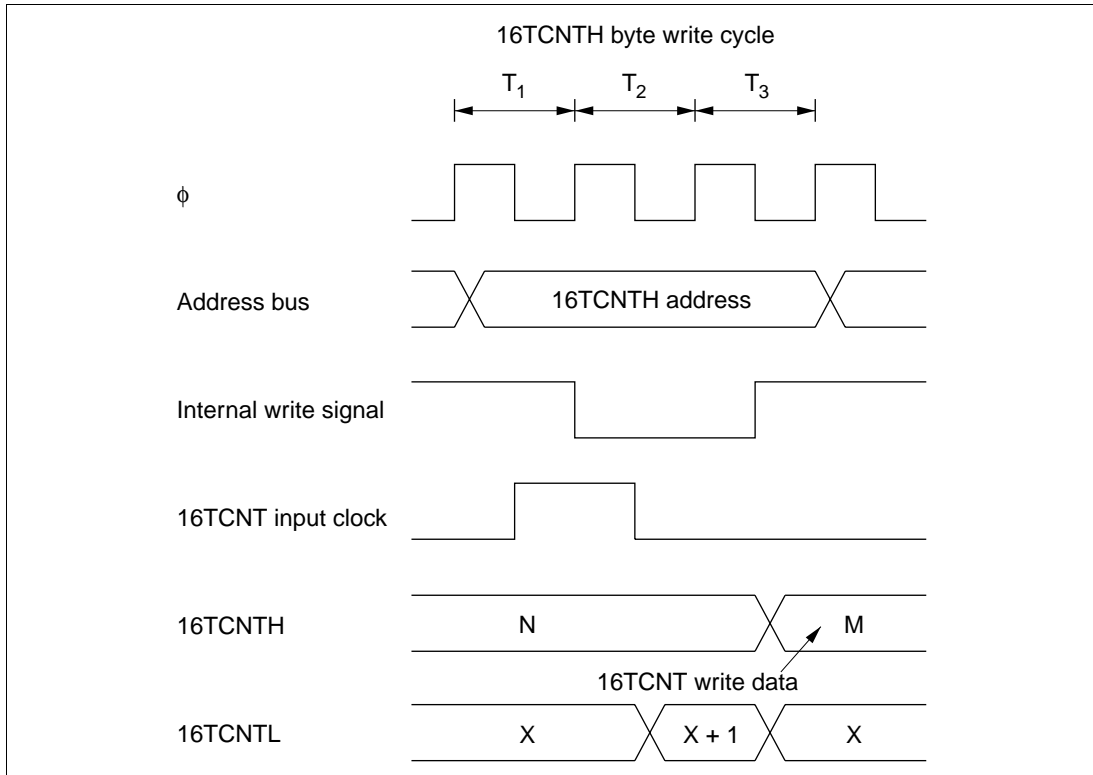 16TCNTH byte write cycle
T1 T2 T3
φ
Address bus
16TCNTH address
Internal write signal
16TCNT input clock
16TCNTH
N
M
16TCNT write data
16TCNTL
X
X + 1
X